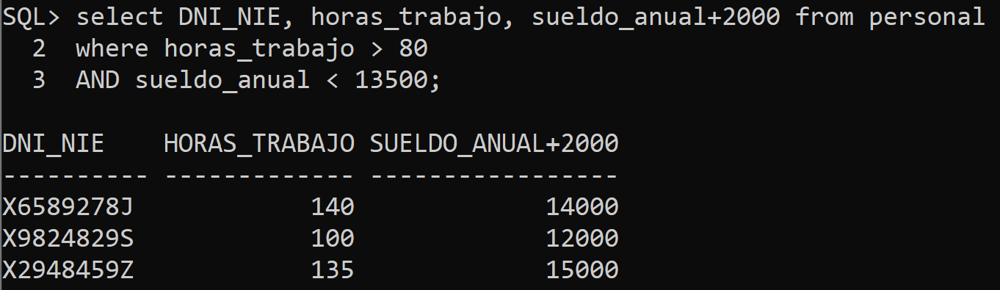 SQL> select DNI_NIE, horas_trabajo, sueldo_anual+2000 from personal
  2  where horas_trabajo > 80
  3  AND sueldo_anual < 13500;

DNI_NIE    HORAS_TRABAJO SUELDO_ANUAL+2000
---------- ------------- -----------------
X6589278J            140             14000
X9824829S            100             12000
X2948459Z            135             15000